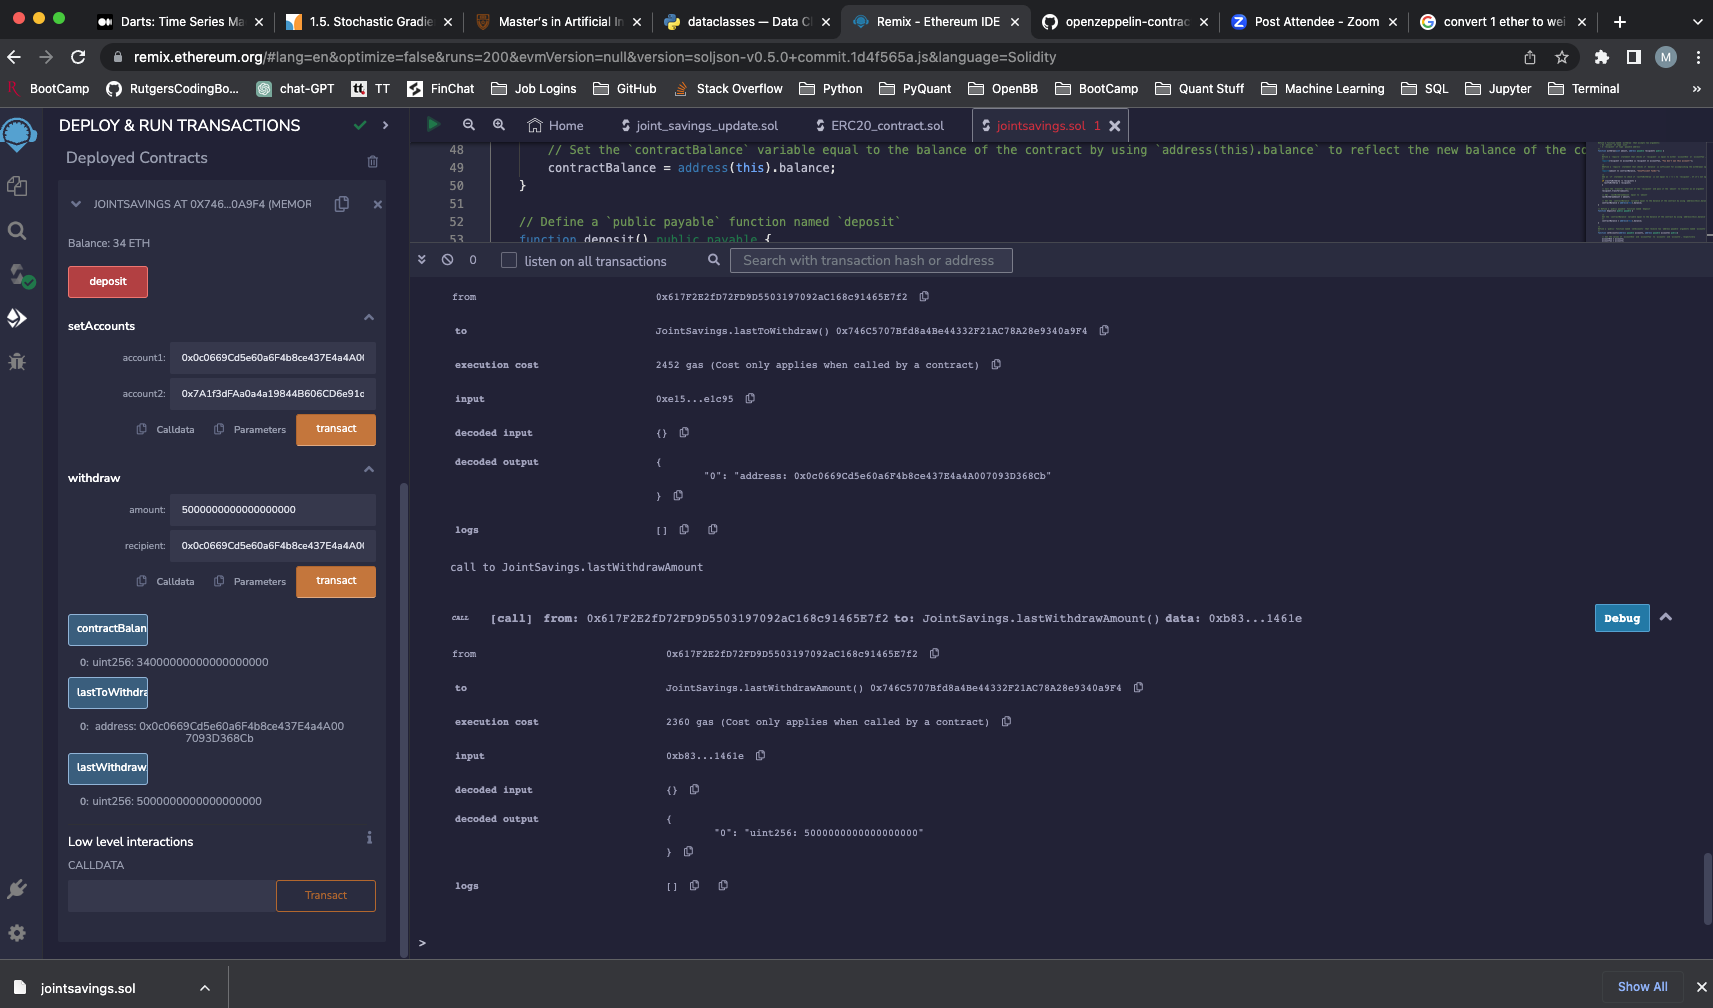 Darts: Time Series Ma
1.5. Stochastic Gradie
Master's in Artificial In
dataclasses — Data C
Remix - Ethereum IDE
openzeppelin-contrac
Post Attendee - Zoom
convert 1 ether to wei
remix.ethereum.org/#lang=en&optimize=false&runs=200&evmVersion=null&version=soljson-v0.5.0+commit.1d4f565a.js&language=Solidity
M
BootCamp
RutgersCodingBo...
chat-GPT
TT
FinChat
Job Logins
GitHub
Stack Overflow
Python
PyQuant
OpenBB
BootCamp
Quant Stuff
Machine Learning
SQL
Jupyter
Terminal
»
DEPLOY & RUN TRANSACTIONS
Deployed Contracts
JOINTSAVINGS AT 0X746...0A9F4 (MEMOR
Balance: 34 ETH
deposit
setAccounts
account1: 0x0c0669Cd5e60a6F4b8ce437E4a4A0(
account2: 0x7A1f3dFAa0a4a19844B606CD6e91c
Calldata Parameters transact
withdraw
amount: 5000000000000000000
recipient: 0x0c0669Cd5e60a6F4b8ce437E4a4A0(
Calldata Parameters transact
contractBalan
0: uint256: 34000000000000000000
lastToWithdra
0: address: 0x0c0669Cd5e60a6F4b8ce437E4a4A00
7093D368Cb
lastWithdraw
0: uint256: 5000000000000000000
Low level interactions
CALLDATA
Transact
Home
joint_savings_update.sol
ERC20_contract.sol
jointsavings.sol 1
48 // Set the `contractBalance` variable equal to the balance of the contract by using `address(this).balance` to reflect the new balance of the co
49 contractBalance = address(this).balance;
50 }
51
52 // Define a `public payable` function named `deposit`
53 function deposit() public payable {
0 listen on all transactions
Search with transaction hash or address
from 0x617F2E2fD72FD9D5503197092aC168c91465E7f2
to JointSavings.lastToWithdraw() 0x746C5707Bfd8a4Be44332F21AC78A28e9340a9F4
execution cost 2452 gas (Cost only applies when called by a contract)
input 0xe15...e1c95
decoded input {}
decoded output {
"0": "address: 0x0c0669Cd5e60a6F4b8ce437E4a4A007093D368Cb"
}
logs []
call to JointSavings.lastWithdrawAmount
CALL [call] from: 0x617F2E2fD72FD9D5503197092aC168c91465E7f2 to: JointSavings.lastWithdrawAmount() data: 0xb83...1461e
Debug
from 0x617F2E2fD72FD9D5503197092aC168c91465E7f2
to JointSavings.lastWithdrawAmount() 0x746C5707Bfd8a4Be44332F21AC78A28e9340a9F4
execution cost 2360 gas (Cost only applies when called by a contract)
input 0xb83...1461e
decoded input {}
decoded output {
"0": "uint256: 5000000000000000000"
}
logs []
>
jointsavings.sol
Show All